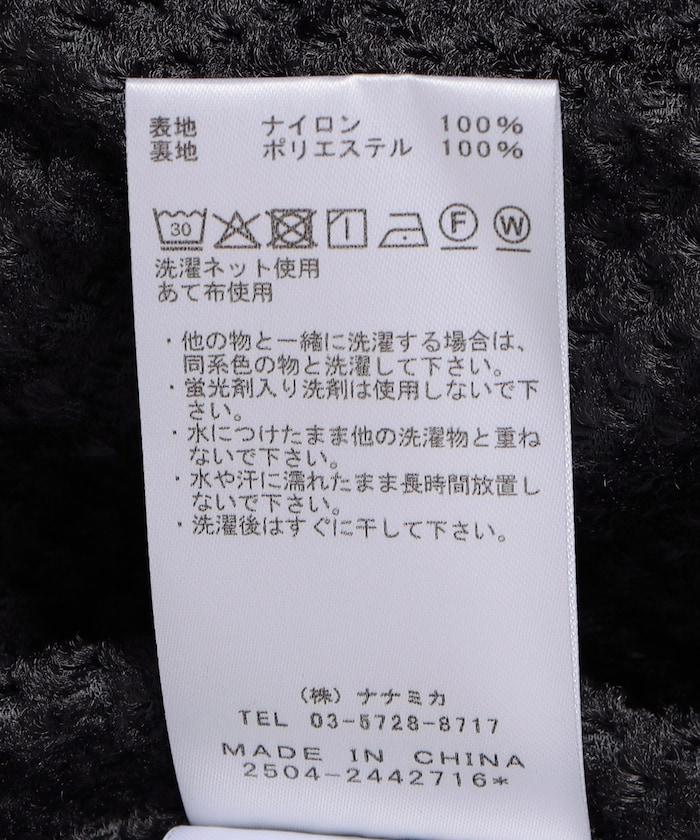 表地 ナイロン 100%
裏地 ポリエステル 100%
30 F W
洗濯ネット使用
あて布使用
・他の物と一緒に洗濯する場合は、
同系色の物と洗濯して下さい。
・蛍光剤入り洗剤は使用しないで下
さい。
・水につけたまま他の洗濯物と重ね
ないで下さい。
・水や汗に濡れたまま長時間放置し
ないで下さい。
・洗濯後はすぐに干して下さい。
(株) ナナミカ
TEL 03-5728-8717
MADE IN CHINA
2504-2442716*